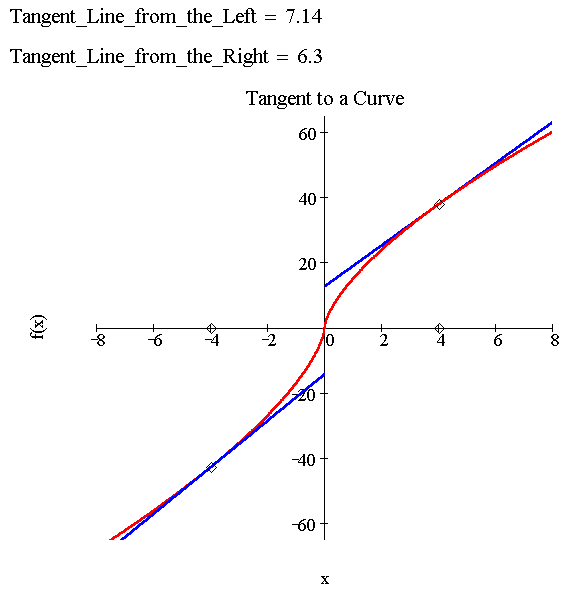 Tangent_Line_from_the_Left = 7.14
Tangent_Line_from_the_Right = 6.3
Tangent to a Curve
60
40
20
f(x)
−8 −6 −4 −2 0 2 4 6 8
−20
−40
−60
x